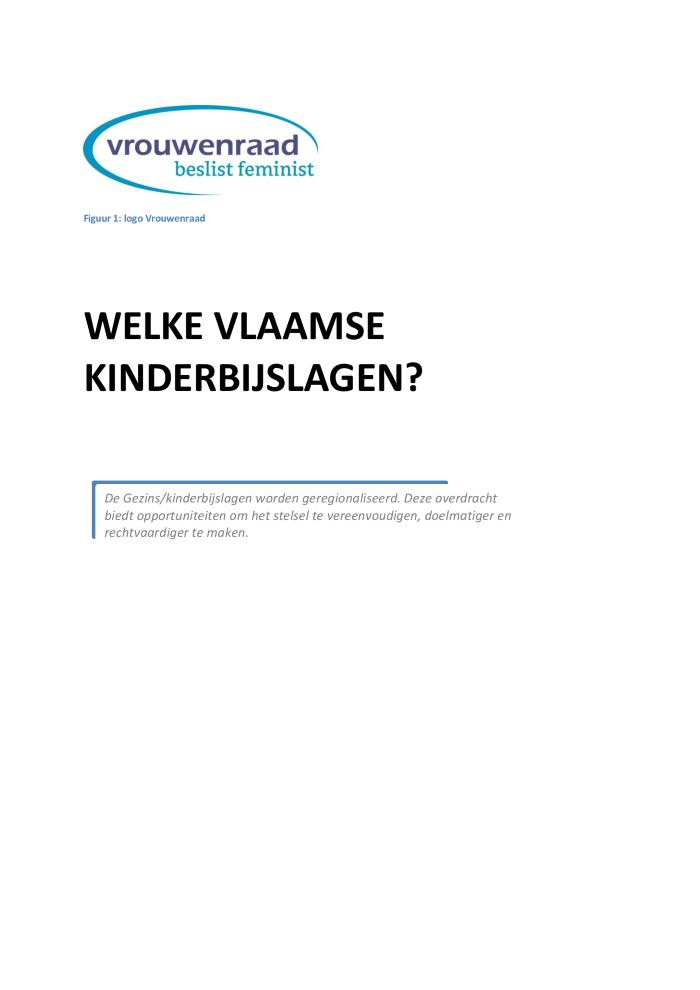 vrouwenraad
beslist feminist
Figuur 1: logo Vrouwenraad
WELKE VLAAMSE
KINDERBIJSLAGEN?
De Gezins/kinderbijslagen worden geregionaliseerd. Deze overdracht
biedt opportuniteiten om het stelsel te vereenvoudigen, doelmatiger en
rechtvaardiger te maken.